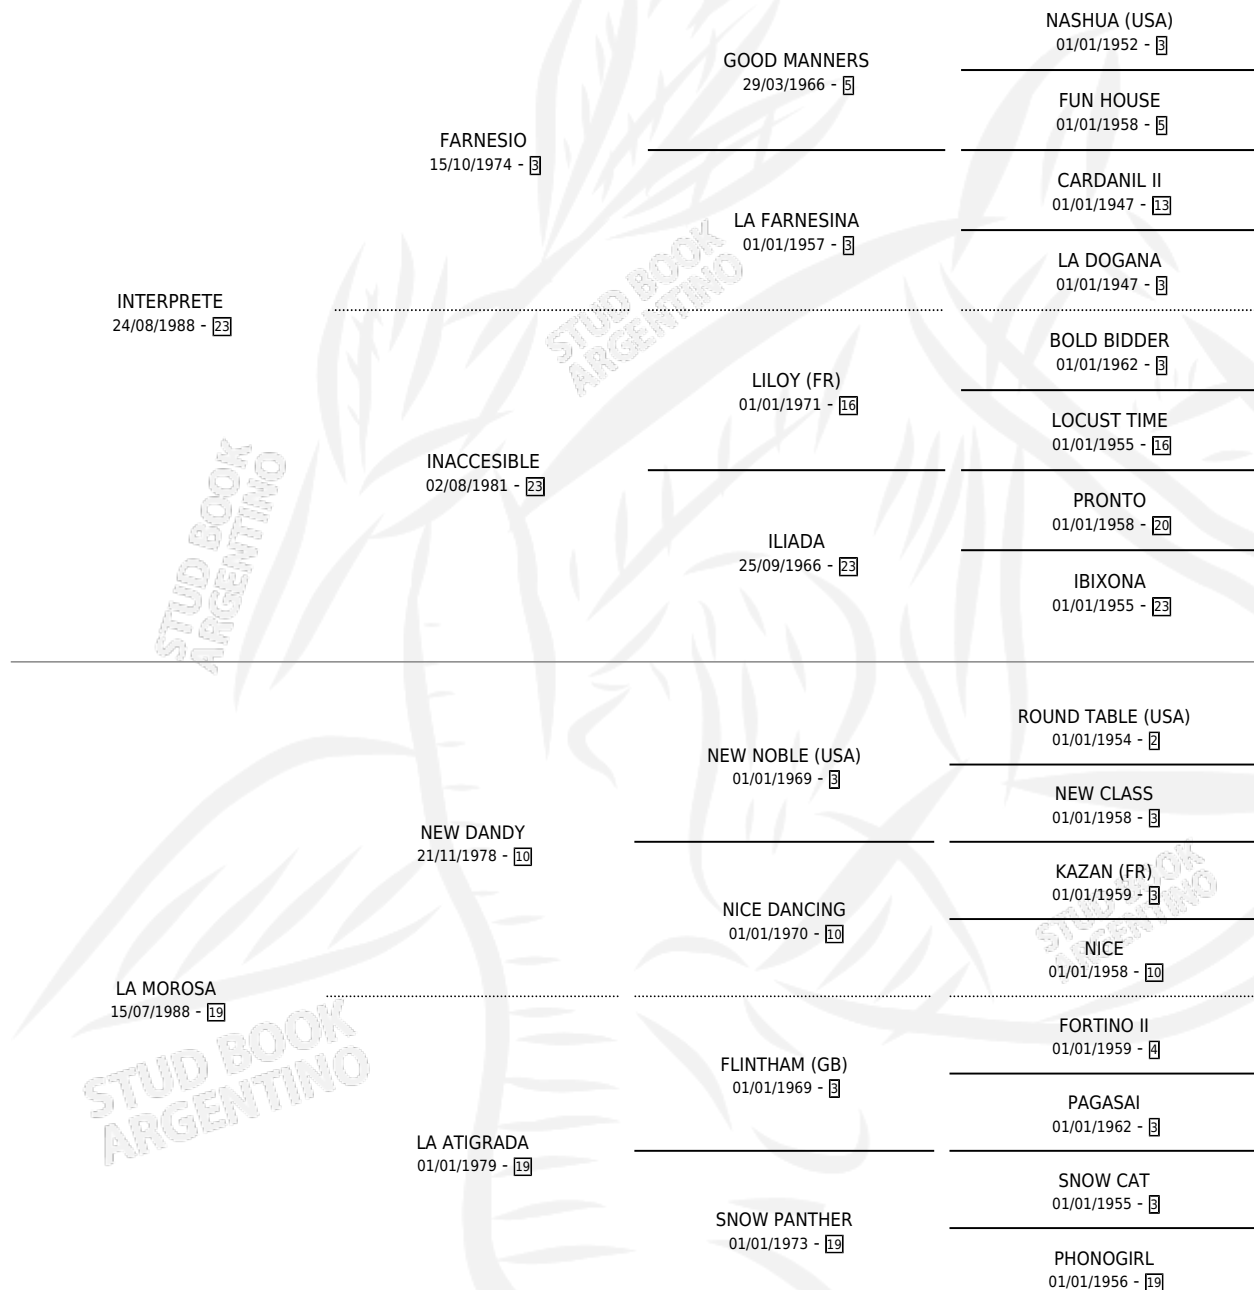 NASHUA (USA)
01/01/1952 - 3
GOOD MANNERS
29/03/1966 - 5
FUN HOUSE
01/01/1958 - 5
FARNESIO
15/10/1974 - 3
CARDANIL II
01/01/1947 - 13
LA FARNESINA
01/01/1957 - 3
LA DOGANA
01/01/1947 - 3
INTERPRETE
24/08/1988 - 23
BOLD BIDDER
01/01/1962 - 3
LILOY (FR)
01/01/1971 - 16
LOCUST TIME
01/01/1955 - 16
INACCESIBLE
02/08/1981 - 23
PRONTO
01/01/1958 - 20
ILIADA
25/09/1966 - 23
IBIXONA
01/01/1955 - 23
ROUND TABLE (USA)
01/01/1954 - 2
NEW NOBLE (USA)
01/01/1969 - 3
NEW CLASS
01/01/1958 - 3
NEW DANDY
21/11/1978 - 10
KAZAN (FR)
01/01/1959 - 3
NICE DANCING
01/01/1970 - 10
NICE
01/01/1958 - 10
LA MOROSA
15/07/1988 - 19
FORTINO II
01/01/1959 - 4
FLINTHAM (GB)
01/01/1969 - 3
PAGASAI
01/01/1962 - 3
LA ATIGRADA
01/01/1979 - 19
SNOW CAT
01/01/1955 - 3
SNOW PANTHER
01/01/1973 - 19
PHONOGIRL
01/01/1956 - 19
STUD BOOK
ARGENTINO
STUD BOOK
ARGENTINO
STUD BOOK
ARGENTINO
STUD BOOK
ARGENTINO